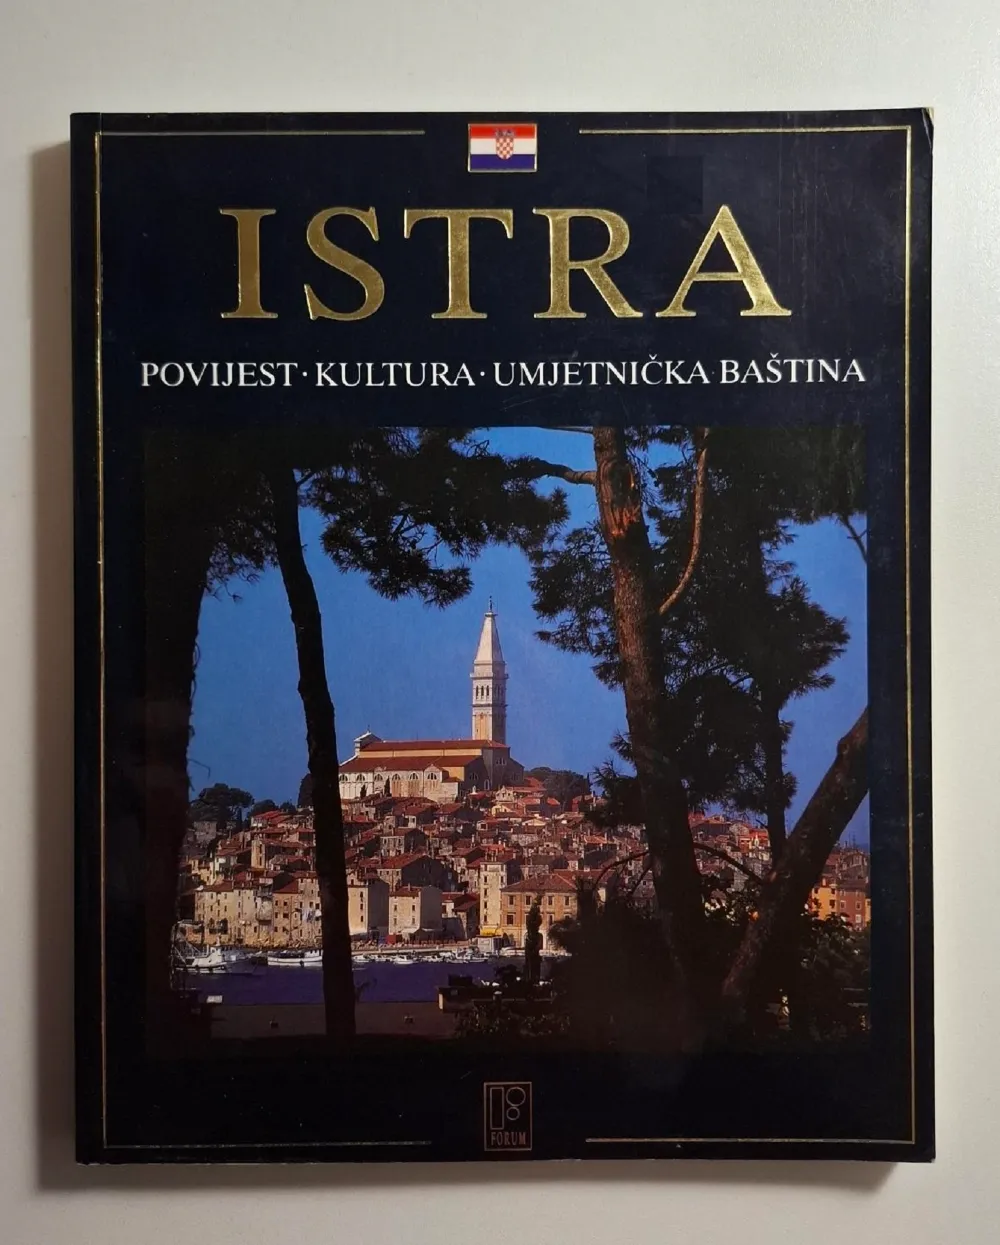 ISTRA
POVIJEST · KULTURA · UMJETNIČKA BAŠTINA
FORUM